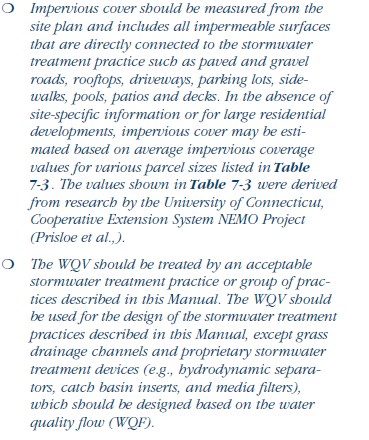 ❍ Impervious cover should be measured from the
site plan and includes all impermeable surfaces
that are directly connected to the stormwater
treatment practice such as paved and gravel
roads, rooftops, driveways, parking lots, side-
walks, pools, patios and decks. In the absence of
site-specific information or for large residential
developments, impervious cover may be esti-
mated based on average impervious coverage
values for various parcel sizes listed in Table
7-3. The values shown in Table 7-3 were derived
from research by the University of Connecticut,
Cooperative Extension System NEMO Project
(Prisloe et al.,).
❍ The WQV should be treated by an acceptable
stormwater treatment practice or group of prac-
tices described in this Manual. The WQV should
be used for the design of the stormwater treatment
practices described in this Manual, except grass
drainage channels and proprietary stormwater
treatment devices (e.g., hydrodynamic separa-
tors, catch basin inserts, and media filters),
which should be designed based on the water
quality flow (WQF).